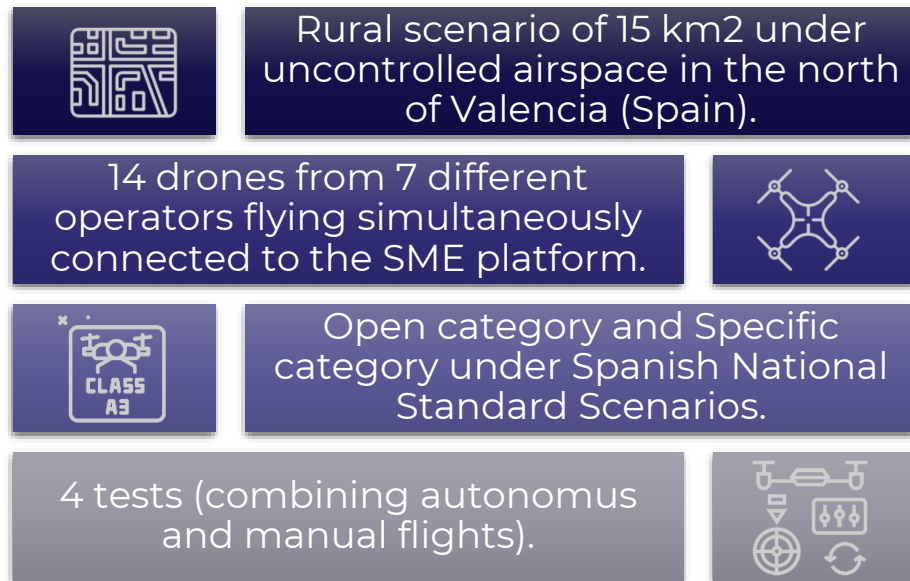 Rural scenario of 15 km2 under
uncontrolled airspace in the north
of Valencia (Spain).
14 drones from 7 different
operators flying simultaneously
connected to the SME platform.
CLASS
A3
Open category and Specific
category under Spanish National
Standard Scenarios.
4 tests (combining autonomus
and manual flights).